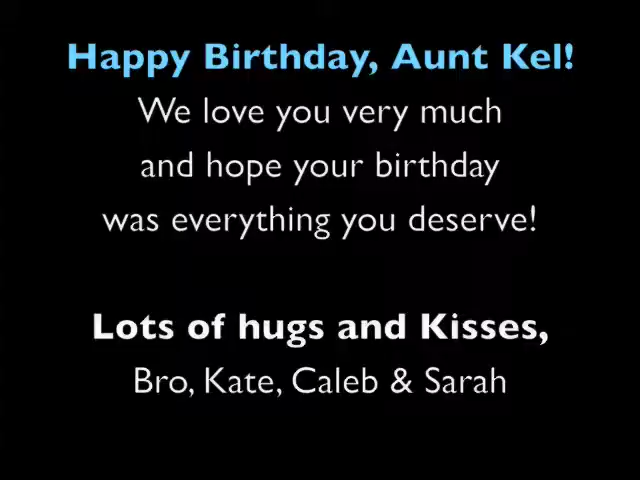 Happy Birthday, Aunt Kel!
We love you very much
and hope your birthday
was everything you deserve!
Lots of hugs and Kisses,
Bro, Kate, Caleb & Sarah